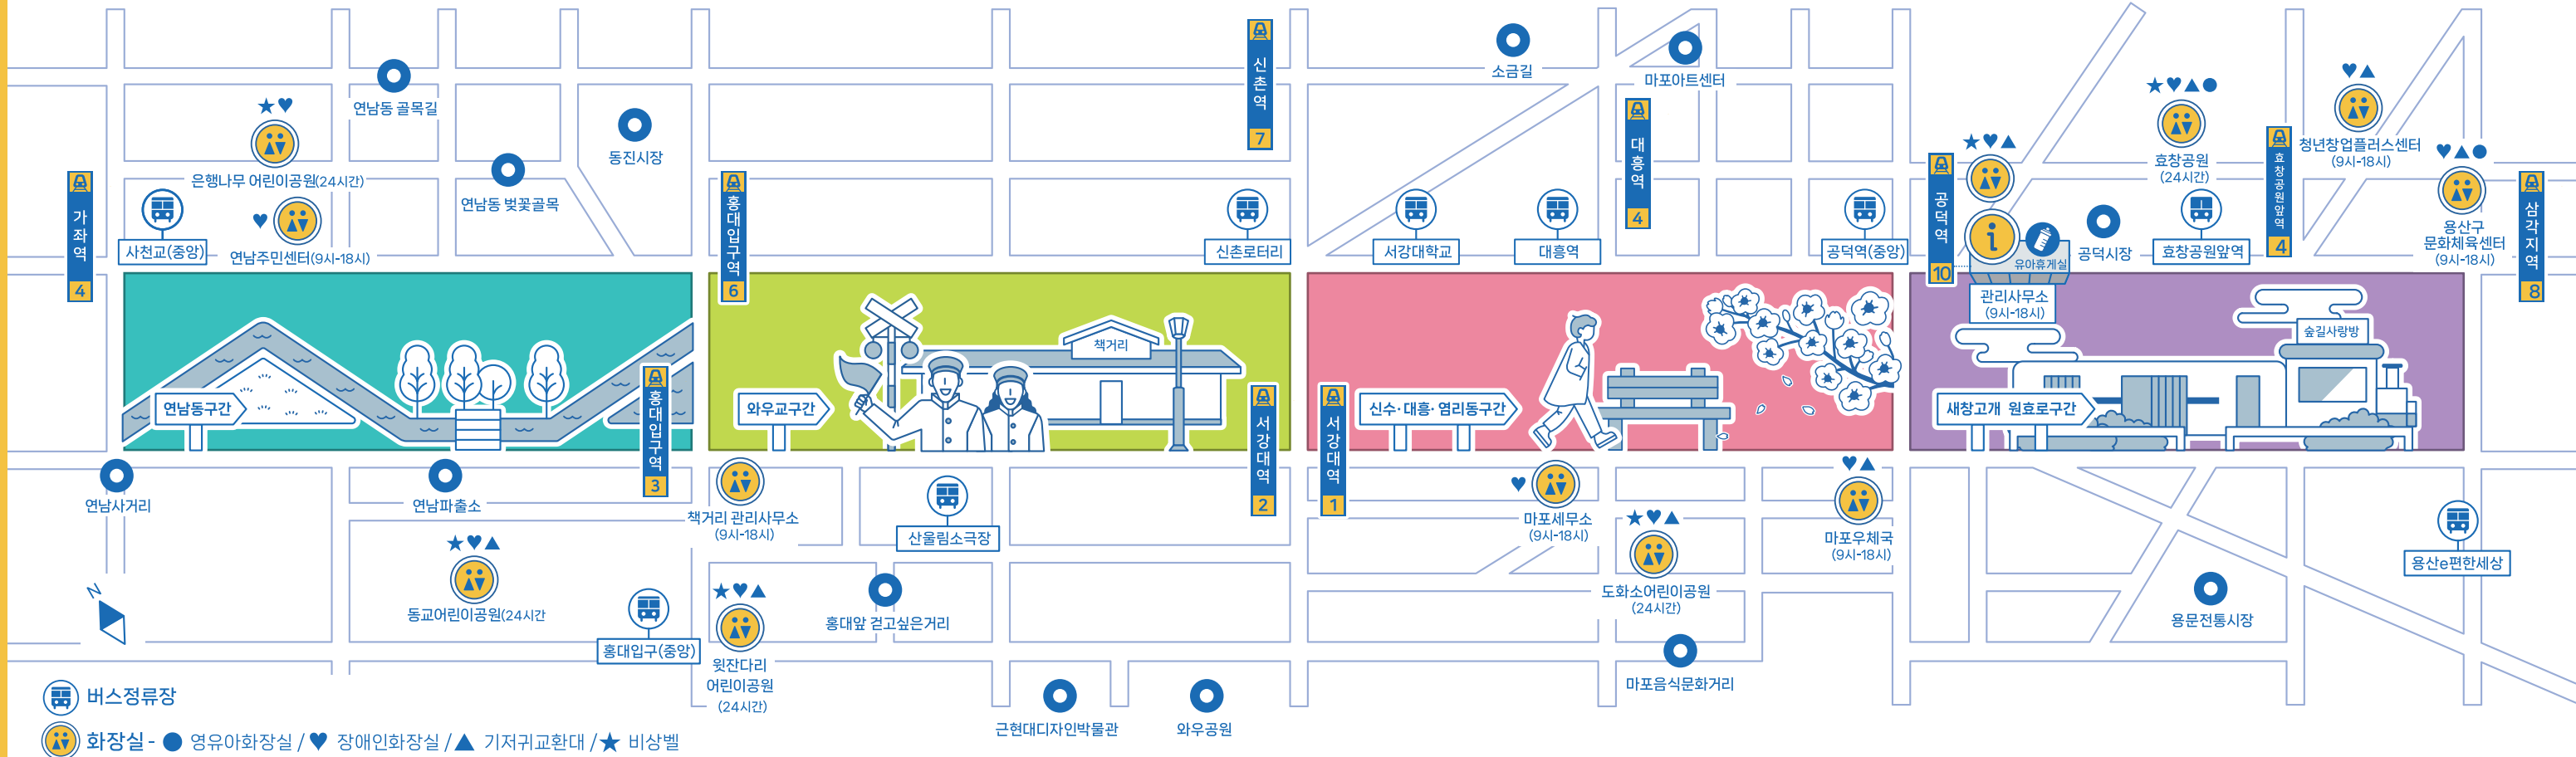 연남동 골목길
은행나무 어린이공원(24시간)
동진시장
연남동 벚꽃골목
가좌역
4
사천교(중앙)
연남주민센터(9시-18시)
홍대입구역
6
신촌역
7
신촌로터리
소금길
마포아트센터
대흥역
4
서강대학교
대흥역
공덕역(중앙)
공덕역
10
유아휴게실
공덕시장
효창공원
(24시간)
효창공원앞역
효창공원앞역
4
청년창업플러스센터
(9시-18시)
용산구
문화체육센터
(9시-18시)
삼각지역
8
관리사무소
(9시-18시)
숲길사랑방
책거리
연남동구간
홍대입구역
3
와우교구간
서강대역
2
서강대역
1
신수·대흥·염리동구간
새창고개 원효로구간
연남사거리
연남파출소
책거리 관리사무소
(9시-18시)
산울림소극장
마포세무소
(9시-18시)
도화소어린이공원
(24시간)
마포우체국
(9시-18시)
용산e편한세상
N
동교어린이공원(24시간
홍대입구(중앙)
윗잔다리
어린이공원
(24시간)
홍대앞 걷고싶은거리
용문전통시장
마포음식문화거리
근현대디자인박물관
와우공원
버스정류장
화장실 - 영유아화장실 / 장애인화장실 / 기저귀교환대 / 비상벨